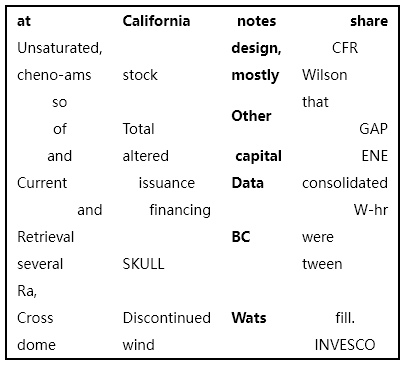 at California notes share
Unsaturated, design, CFR
cheno-ams stock mostly Wilson
so Other that
of Total GAP
and altered capital ENE
Current issuance Data consolidated
and financing W-hr
Retrieval BC were
several SKULL tween
Ra,
Cross Discontinued Wats fill.
dome wind INVESCO